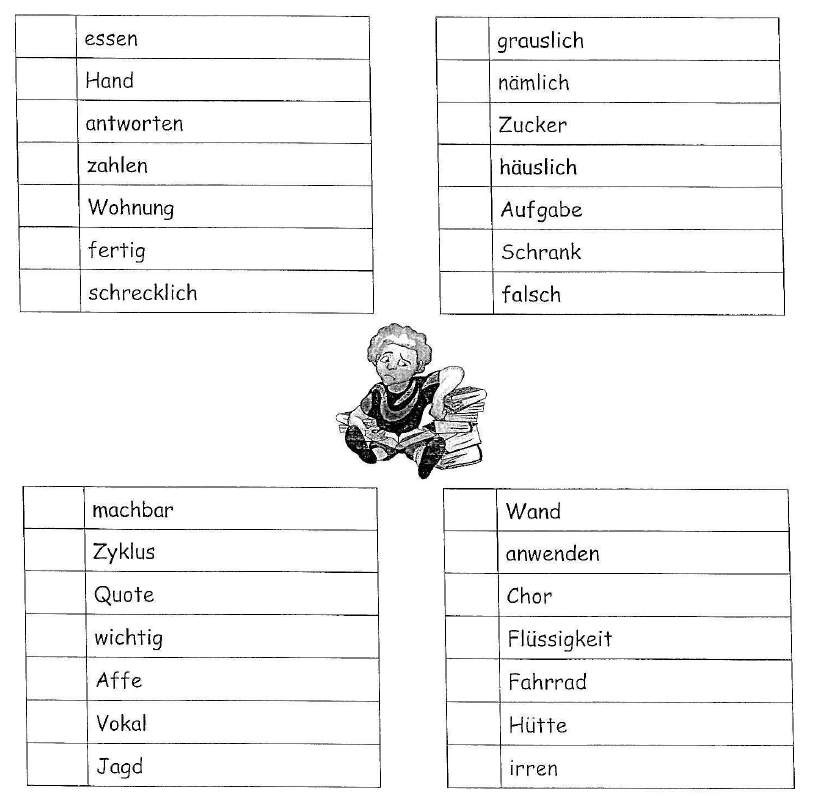 essen
Hand
antworten
zahlen
Wohnung
fertig
schrecklich
grauslich
nämlich
Zucker
häuslich
Aufgabe
Schrank
falsch
machbar
Zyklus
Quote
wichtig
Affe
Vokal
Jagd
Wand
anwenden
Chor
Flüssigkeit
Fahrrad
Hütte
irren